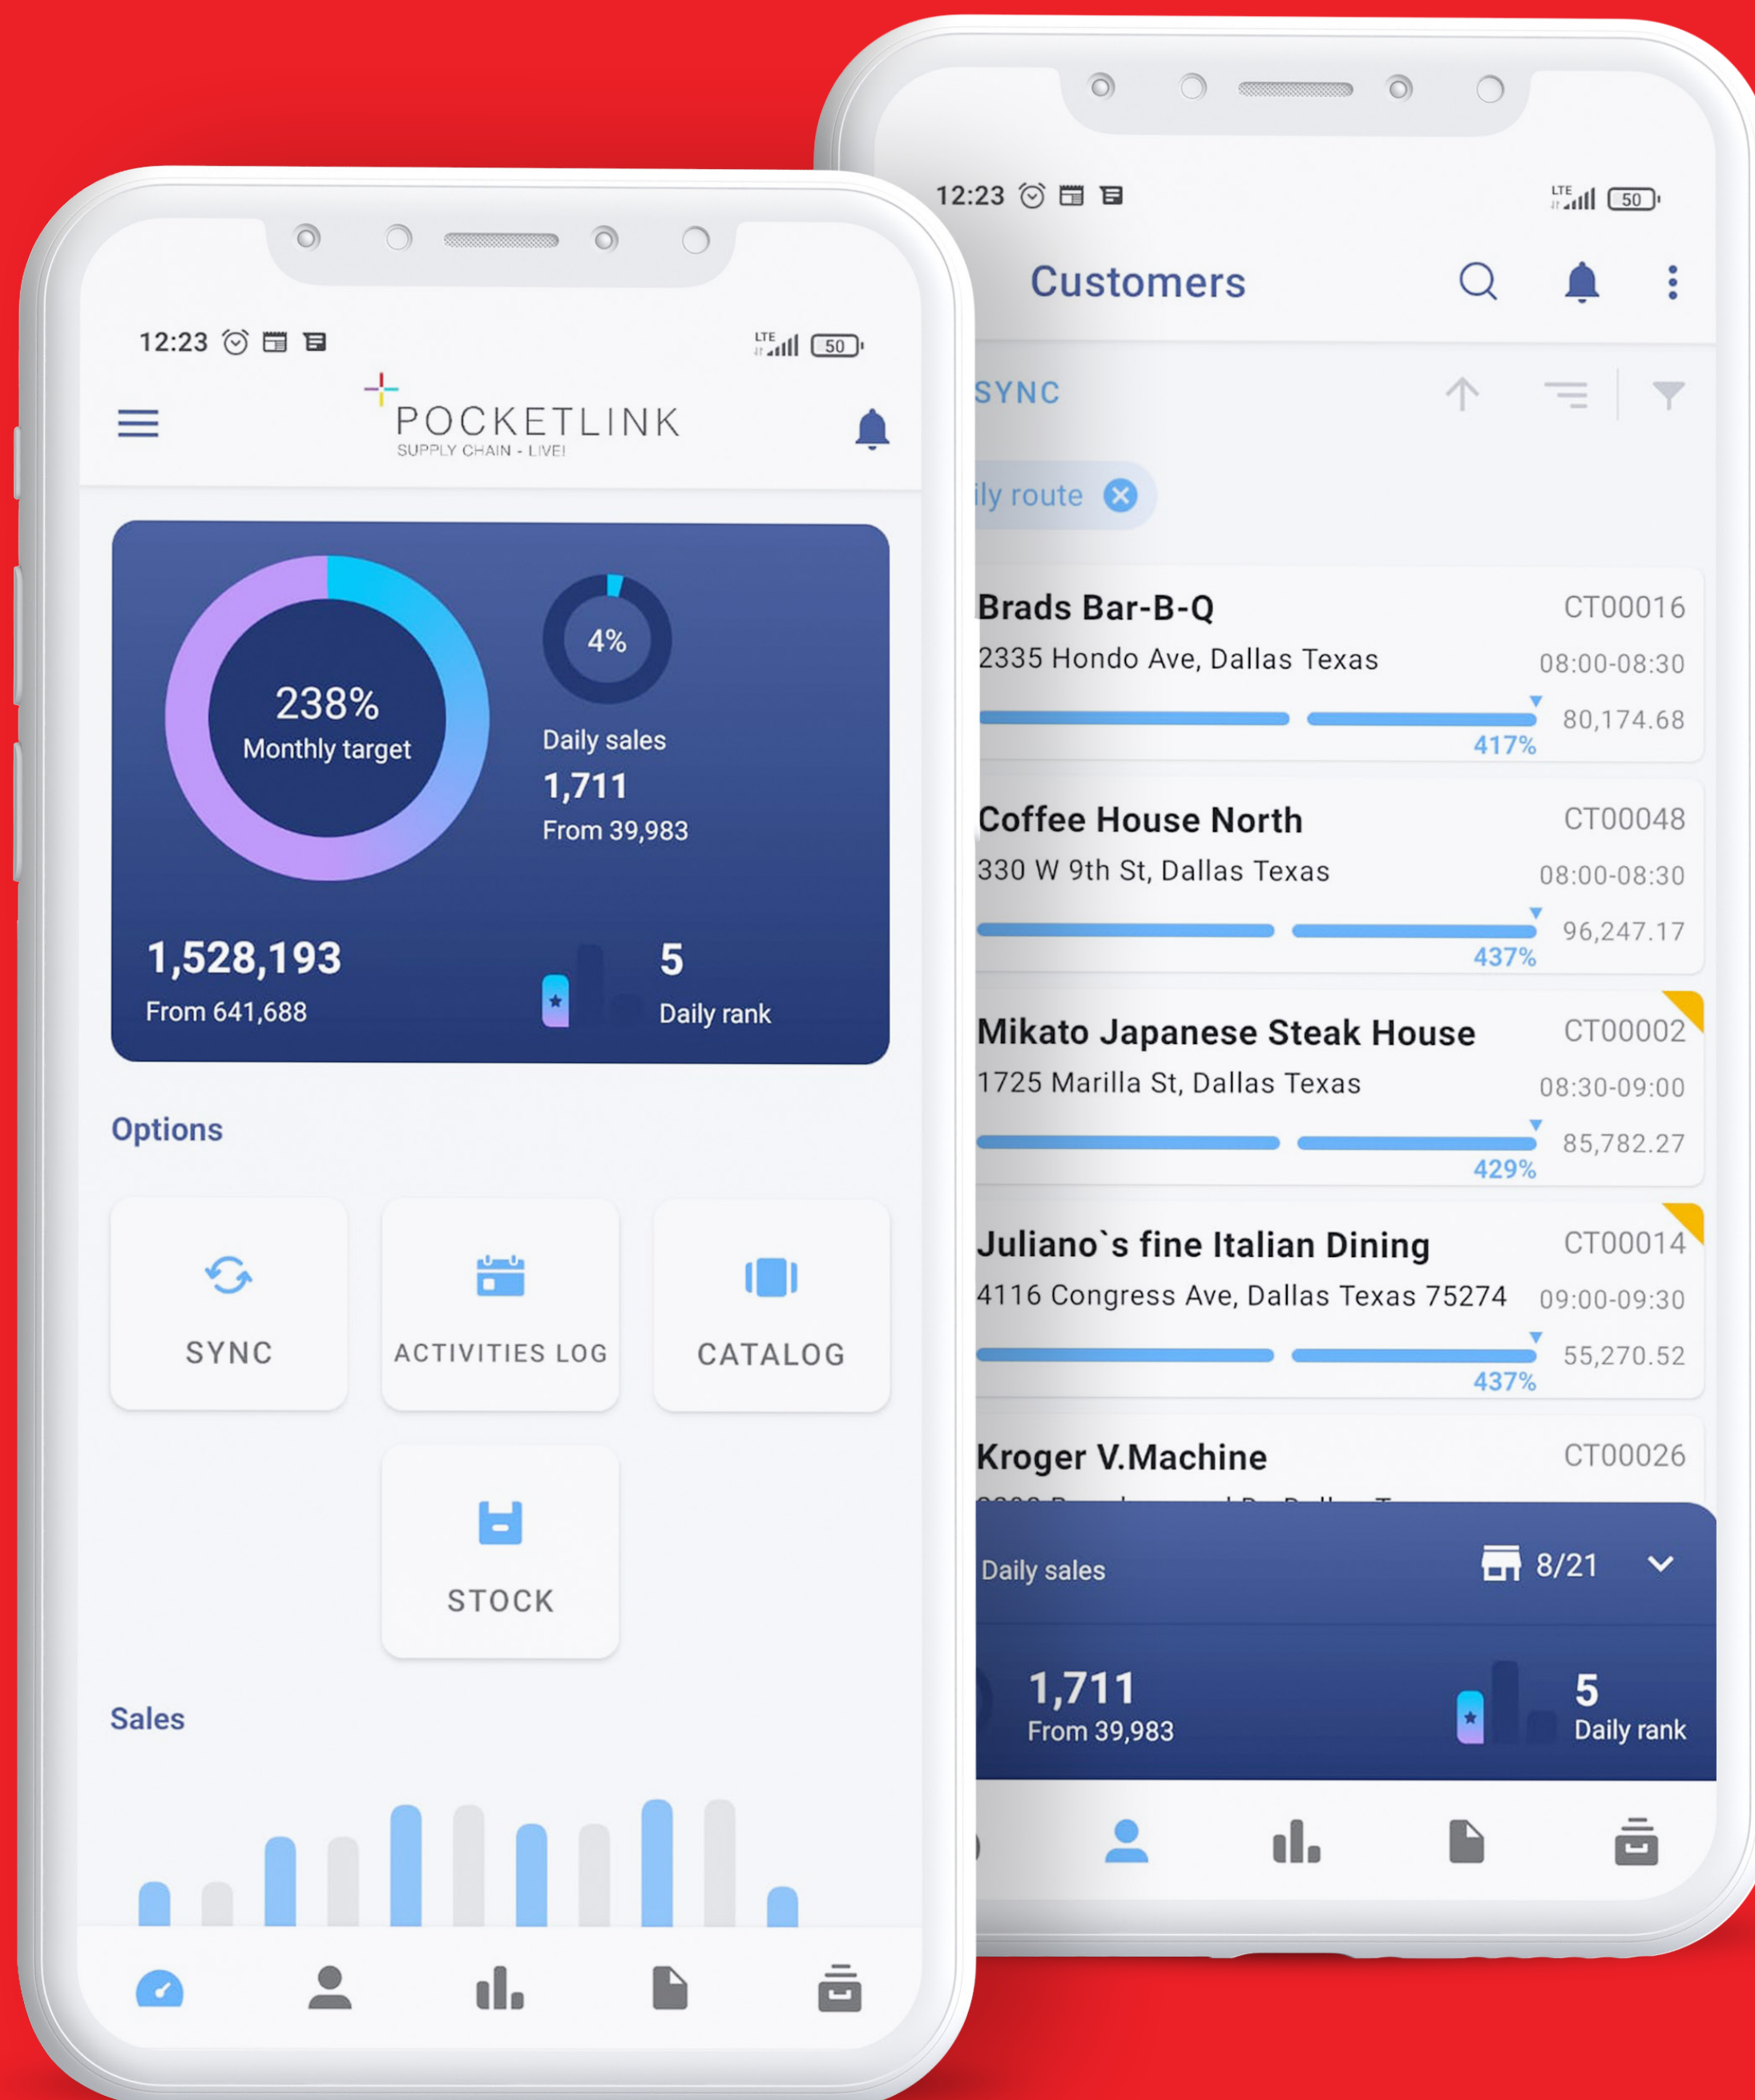 12:23
LTE
50
POCKETLINK
SUPPLY CHAIN - LIVE!
238%
Monthly target
4%
Daily sales
1,711
From 39,983
1,528,193
From 641,688
5
Daily rank
Options
SYNC
ACTIVITIES LOG
CATALOG
STOCK
Sales
12:23
LTE
50
Customers
SYNC
ily route
Brads Bar-B-Q
CT00016
2335 Hondo Ave, Dallas Texas
08:00-08:30
80,174.68
417%
Coffee House North
CT00048
330 W 9th St, Dallas Texas
08:00-08:30
96,247.17
437%
Mikato Japanese Steak House
CT00002
1725 Marilla St, Dallas Texas
08:30-09:00
85,782.27
429%
Juliano`s fine Italian Dining
CT00014
4116 Congress Ave, Dallas Texas 75274
09:00-09:30
55,270.52
437%
Kroger V.Machine
CT00026
Daily sales
8/21
1,711
From 39,983
5
Daily rank